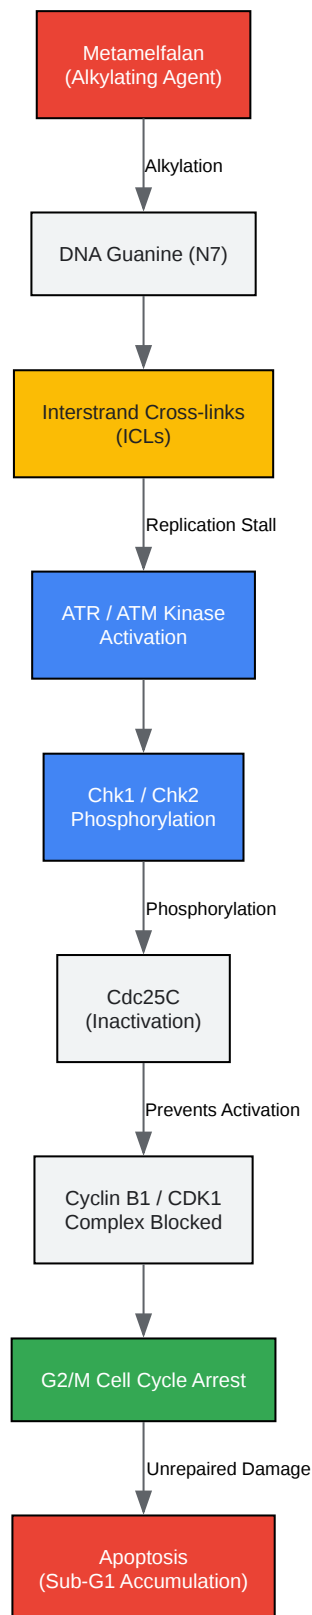 Metamelfalan
(Alkylating Agent)
Alkylation
DNA Guanine (N7)
Interstrand Cross-links
(ICLs)
Replication Stall
ATR / ATM Kinase
Activation
Chk1 / Chk2
Phosphorylation
Phosphorylation
Cdc25C
(Inactivation)
Prevents Activation
Cyclin B1 / CDK1
Complex Blocked
G2/M Cell Cycle Arrest
Unrepaired Damage
Apoptosis
(Sub-G1 Accumulation)